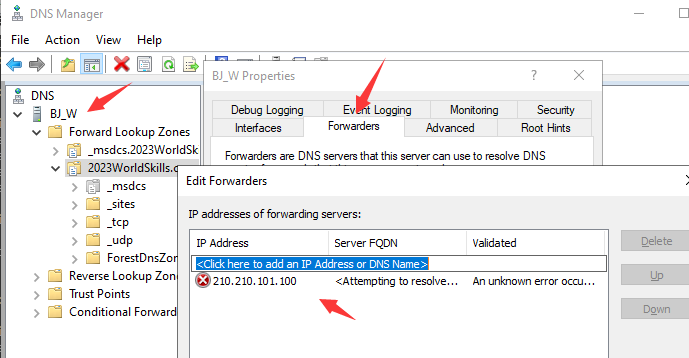 DNS Manager
File Action View Help
DNS
BJ_W
Forward Lookup Zones
_msdcs.2023WorldSki
2023WorldSkills.c
_msdcs
_sites
_tcp
_udp
ForestDnsZon
Reverse Lookup Zones
Trust Points
Conditional Forward
BJ_W Properties
Debug Logging Event Logging Monitoring Security
Interfaces Forwarders Advanced Root Hints
Forwarders are DNS servers that this server can use to resolve DNS
Edit Forwarders
IP addresses of forwarding servers:
IP Address Server FQDN Validated
<Click here to add an IP Address or DNS Name>
210.210.101.100 <Attempting to resolve... An unknown error occu...
Delete
Up
Down